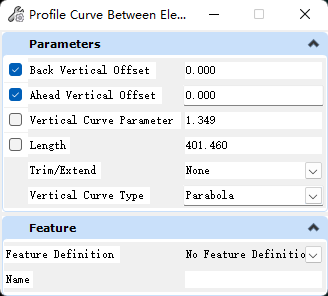 Profile Curve Between Ele...
Parameters
Back Vertical Offset 0.000
Ahead Vertical Offset 0.000
Vertical Curve Parameter 1.349
Length 401.460
Trim/Extend None
Vertical Curve Type Parabola
Feature
Feature Definition No Feature Definitio
Name